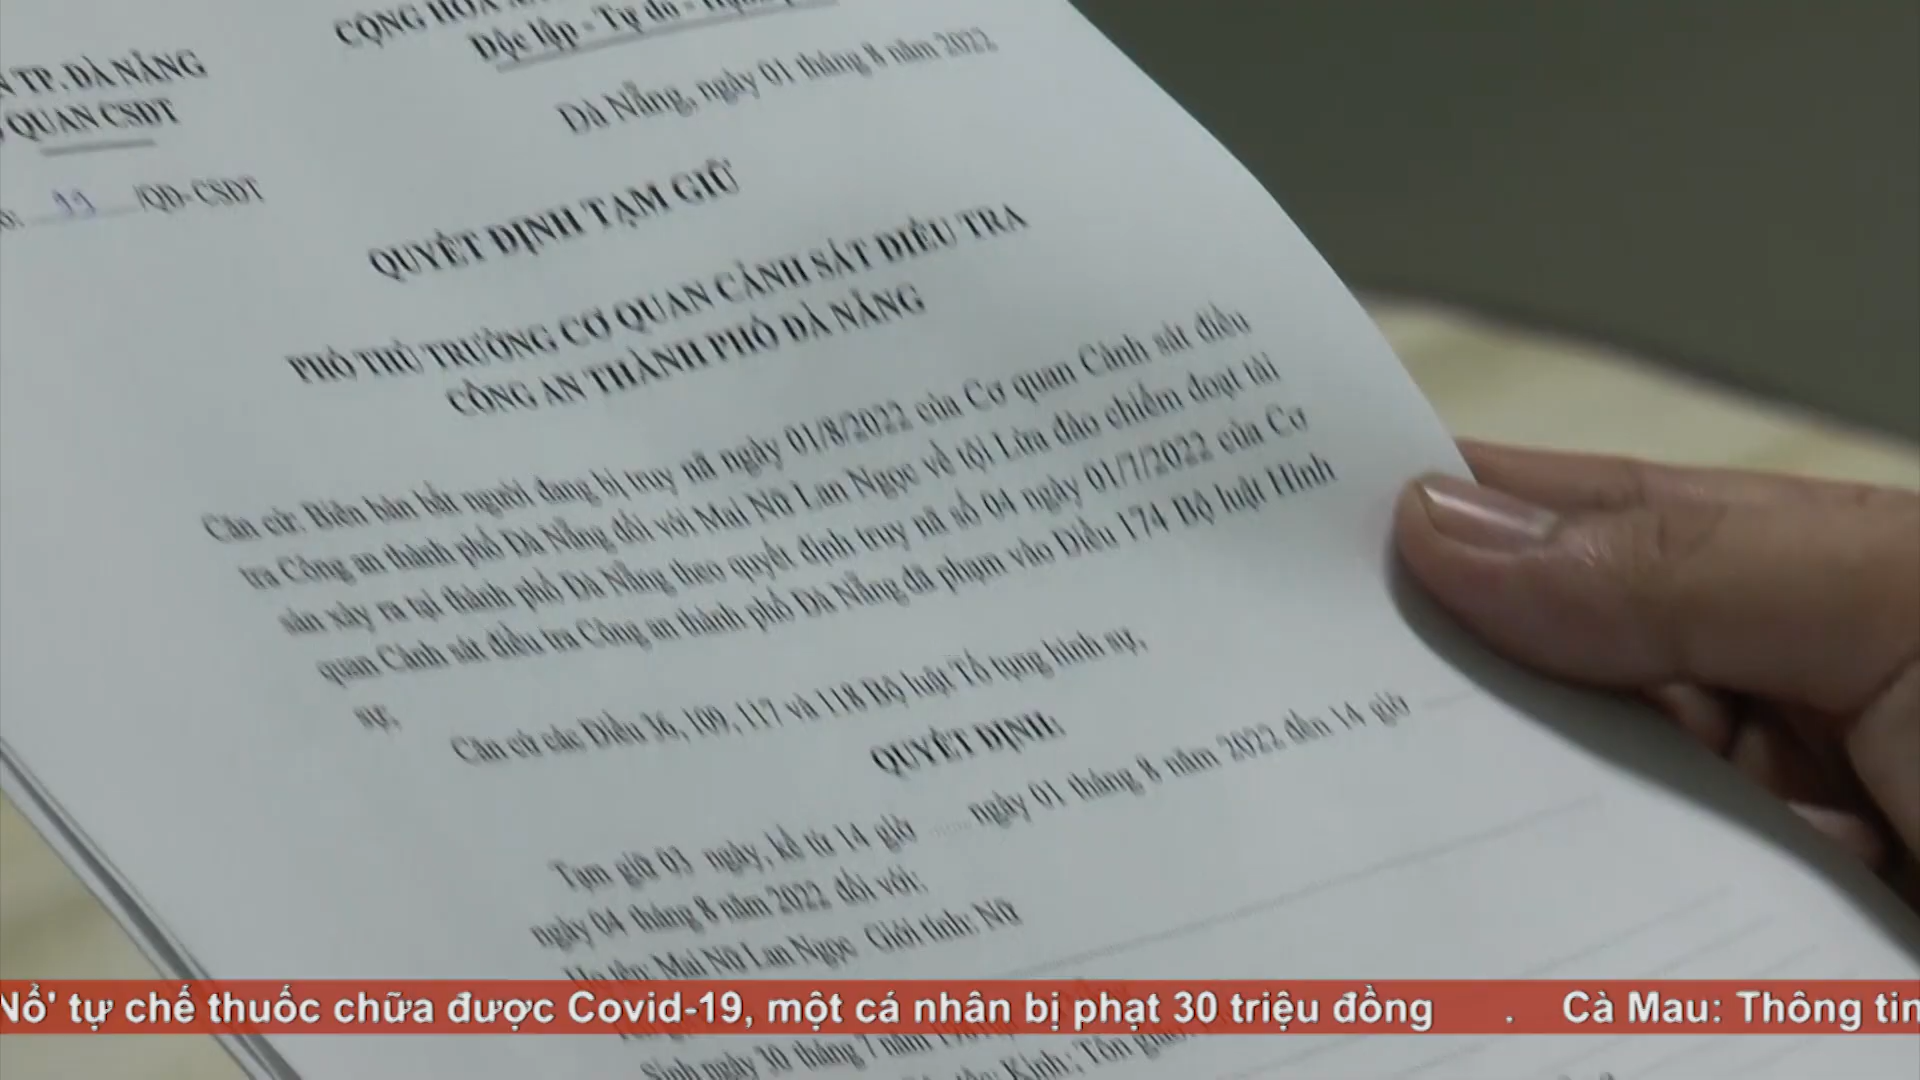 CỘNG HÒA
Độc lập - Tự do -
N TP. ĐÀ NẴNG
QUAN CSĐT
Đà Nẵng, ngày 01 tháng 8 năm 2022
/QĐ- CSĐT
QUYẾT ĐỊNH TẠM GIỮ
PHÓ THỦ TRƯỞNG CƠ QUAN CẢNH SÁT ĐIỀU TRA
CÔNG AN THÀNH PHỐ ĐÀ NẴNG
Căn cứ: Biên bản bắt người đang bị truy nã ngày 01/8/2022 của Cơ quan Cảnh sát điều
tra Công an thành phố Đà Nẵng đối với Mai Nữ Lan Ngọc về tội Lừa đảo chiếm đoạt tài
sản xảy ra tại thành phố Đà Nẵng theo quyết định truy nã số 04 ngày 01/7/2022 của Cơ
quan Cảnh sát điều tra Công an thành phố Đà Nẵng đã phạm vào Điều 174 Bộ luật Hình
sự;
Căn cứ các Điều 36, 109, 117 và 118 Bộ luật Tố tụng hình sự,
QUYẾT ĐỊNH:
Tạm giữ 03 ngày, kể từ 14 giờ ngày 01 tháng 8 năm 2022 đến 14 giờ
ngày 04 tháng 8 năm 2022 đối với:
Họ tên: Mai Nữ Lan Ngọc Giới tính: Nữ
Nổ' tự chế thuốc chữa được Covid-19, một cá nhân bị phạt 30 triệu đồng . Cà Mau: Thông tin
Sinh ngày 30 tháng 7 năm
Kinh; Tôn giáo: